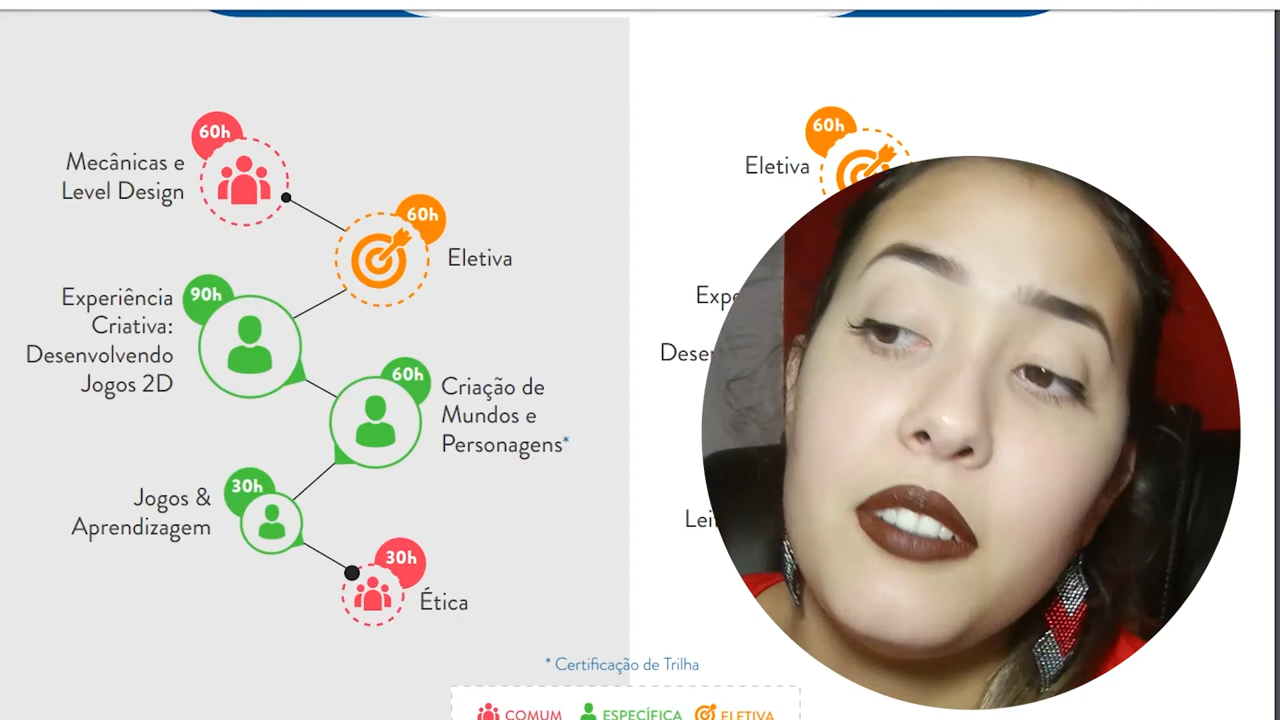 60h
Mecânicas e
Level Design
60h
Eletiva
90h
Experiência
Criativa:
Desenvolvendo
Jogos 2D
60h
Criação de
Mundos e
Personagens*
30h
Jogos &
Aprendizagem
30h
Ética
60h
Eletiva
* Certificação de Trilha
COMUM
ESPECÍFICA
ELETIVA